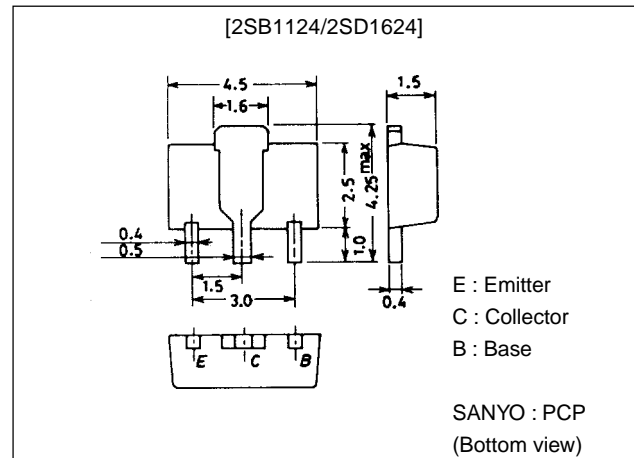 [2SB1124/2SD1624]
4.5
1.6
1.5
2.5
4.25max
1.0
0.4
0.5
1.5
3.0
0.4
E C B
E : Emitter
C : Collector
B : Base
SANYO : PCP
(Bottom view)